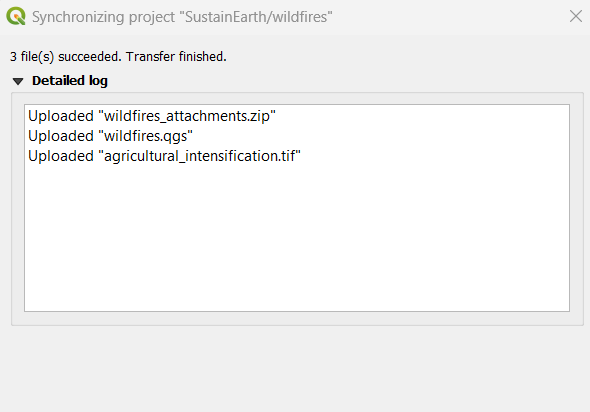 Synchronizing project "SustainEarth/wildfires"
3 file(s) succeeded. Transfer finished.
Detailed log
Uploaded "wildfires_attachments.zip"
Uploaded "wildfires.qgs"
Uploaded "agricultural_intensification.tif"